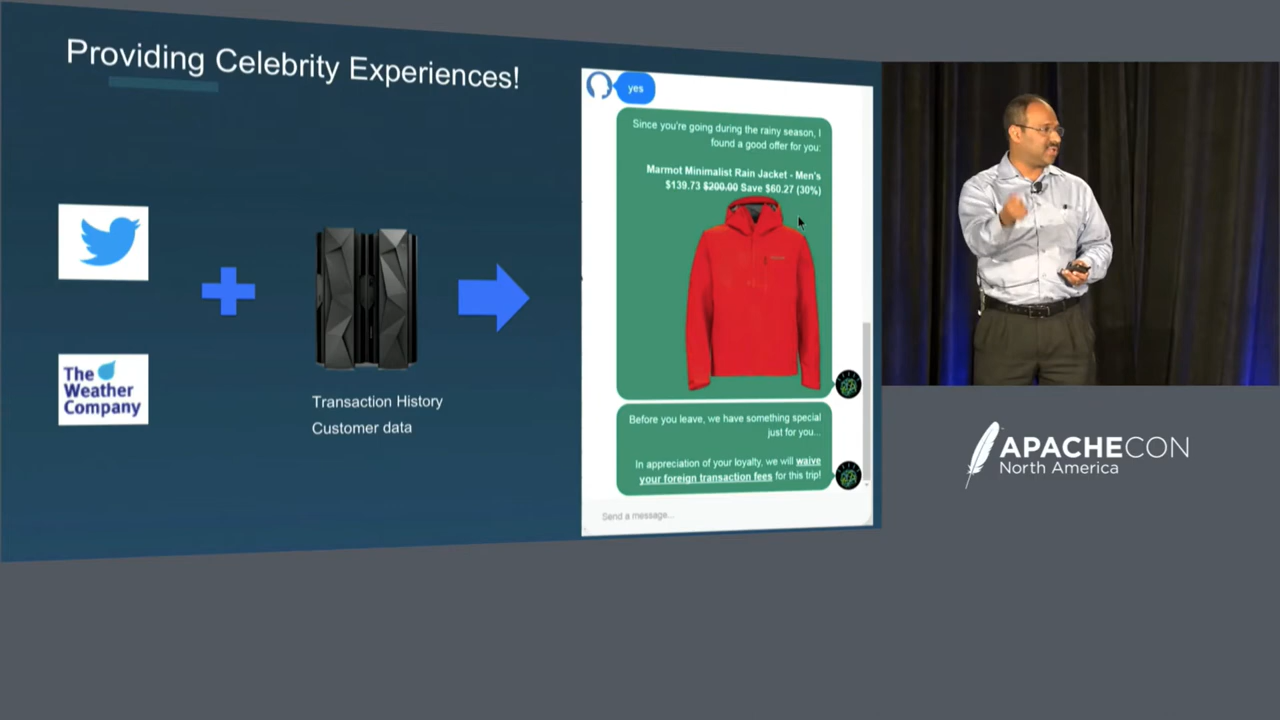 Providing Celebrity Experiences!
The
Weather
Company
Transaction History
Customer data
yes
Since you're going during the rainy season, I
found a good offer for you:
Marmot Minimalist Rain Jacket - Men's
$139.73 $200.00 Save $60.27 (30%)
Before you leave, we have something special
just for you...
In appreciation of your loyalty, we will waive
your foreign transaction fees for this trip!
Send a message...
APACHECON
North America